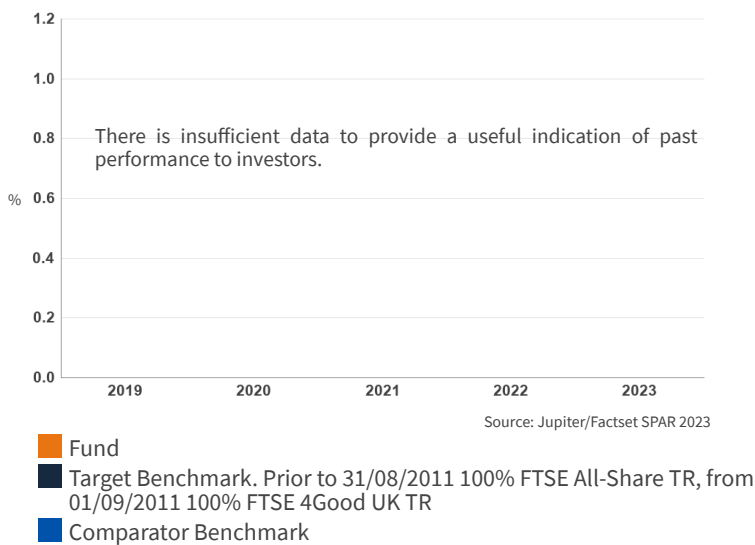 1.2
1.0
There is insufficient data to provide a useful indication of past
0.8
performance to investors.
% 0.6
0.4
0.2
0.0
2019 2020 2021 2022 2023
Source: Jupiter/Factset SPAR 2023
Fund
Target Benchmark. Prior to 31/08/2011 100% FTSE All-Share TR, from
01/09/2011 100% FTSE 4Good UK TR
Comparator Benchmark